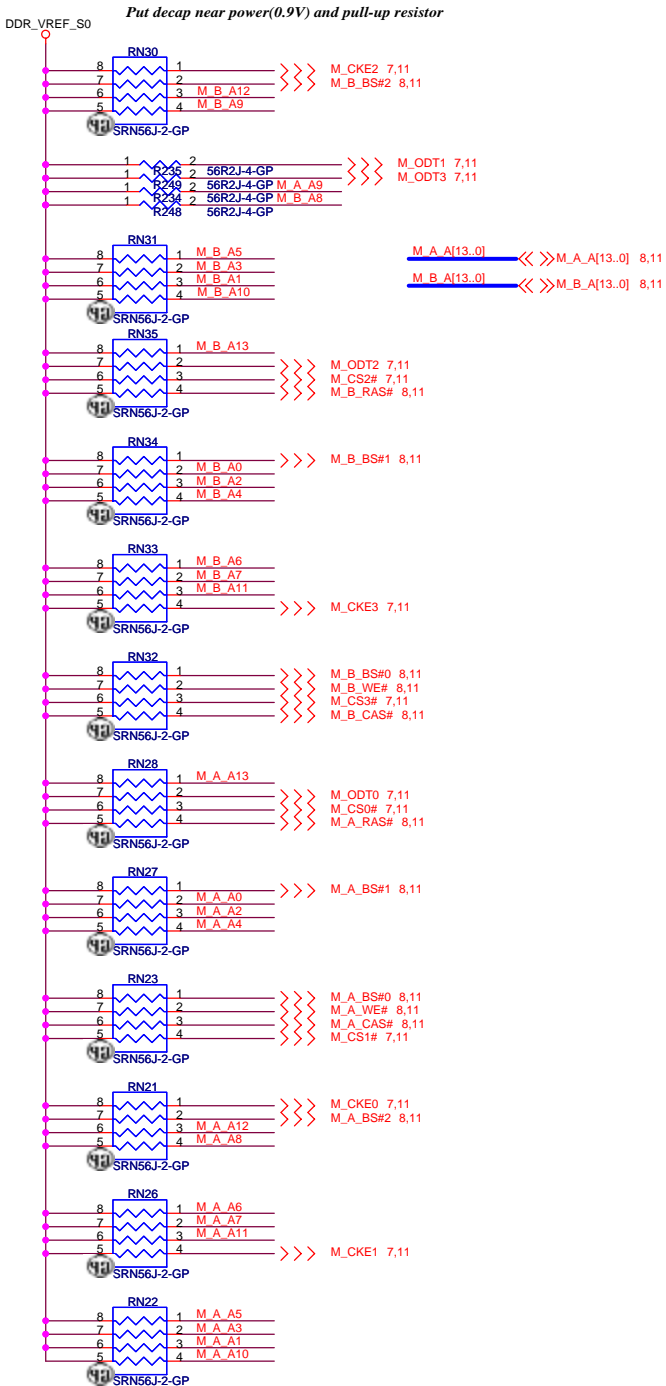 Put decap near power(0.9V) and pull-up resistor
DDR_VREF_S0
RN30
8 1 M_CKE2 7,11
7 2 M_B_BS#2 8,11
6 3 M_B_A12
5 4 M_B_A9
SRN56J-2-GP
1 2 M_ODT1 7,11
R235 56R2J-4-GP
1 2 M_ODT3 7,11
R249 56R2J-4-GP
1 2 M_A_A9
R234 56R2J-4-GP
1 2 M_B_A8
R248 56R2J-4-GP
RN31
8 1 M_B_A5
7 2 M_B_A3
6 3 M_B_A1
5 4 M_B_A10
SRN56J-2-GP
M_A_A[13..0] M_A_A[13..0] 8,11
M_B_A[13..0] M_B_A[13..0] 8,11
RN35
8 1 M_B_A13
7 2 M_ODT2 7,11
6 3 M_CS2# 7,11
5 4 M_B_RAS# 8,11
SRN56J-2-GP
RN34
8 1 M_B_BS#1 8,11
7 2 M_B_A0
6 3 M_B_A2
5 4 M_B_A4
SRN56J-2-GP
RN33
8 1 M_B_A6
7 2 M_B_A7
6 3 M_B_A11
5 4 M_CKE3 7,11
SRN56J-2-GP
RN32
8 1 M_B_BS#0 8,11
7 2 M_B_WE# 8,11
6 3 M_CS3# 7,11
5 4 M_B_CAS# 8,11
SRN56J-2-GP
RN28
8 1 M_A_A13
7 2 M_ODT0 7,11
6 3 M_CS0# 7,11
5 4 M_A_RAS# 8,11
SRN56J-2-GP
RN27
8 1 M_A_BS#1 8,11
7 2 M_A_A0
6 3 M_A_A2
5 4 M_A_A4
SRN56J-2-GP
RN23
8 1 M_A_BS#0 8,11
7 2 M_A_WE# 8,11
6 3 M_A_CAS# 8,11
5 4 M_CS1# 7,11
SRN56J-2-GP
RN21
8 1 M_CKE0 7,11
7 2 M_A_BS#2 8,11
6 3 M_A_A12
5 4 M_A_A8
SRN56J-2-GP
RN26
8 1 M_A_A6
7 2 M_A_A7
6 3 M_A_A11
5 4 M_CKE1 7,11
SRN56J-2-GP
RN22
8 1 M_A_A5
7 2 M_A_A3
6 3 M_A_A1
5 4 M_A_A10
SRN56J-2-GP